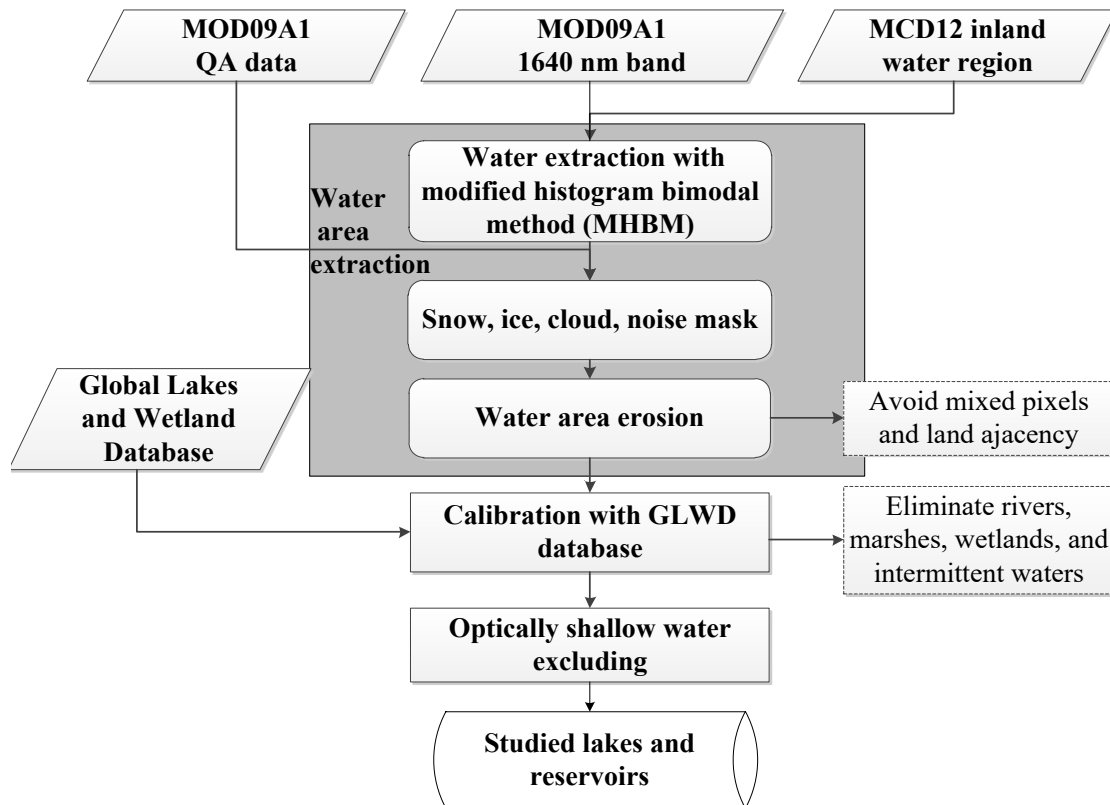 MOD09A1
QA data
MOD09A1
1640 nm band
MCD12 inland
water region
Water extraction with
modified histogram bimodal
method (MHBM)
Water
area
extraction
Snow, ice, cloud, noise mask
Global Lakes
and Wetland
Database
Water area erosion
Avoid mixed pixels
and land ajacency
Calibration with GLWD
database
Eliminate rivers,
marshes, wetlands, and
intermittent waters
Optically shallow water
excluding
Studied lakes and
reservoirs